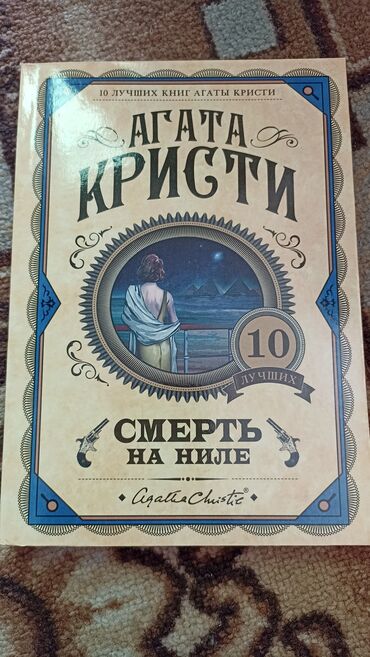 10 ЛУЧШИХ КНИГ АГАТЫ КРИСТИ
АГАТА
КРИСТИ
10
ЛУЧШИХ
СМЕРТЬ
НА НИЛЕ
Agatha Christie®